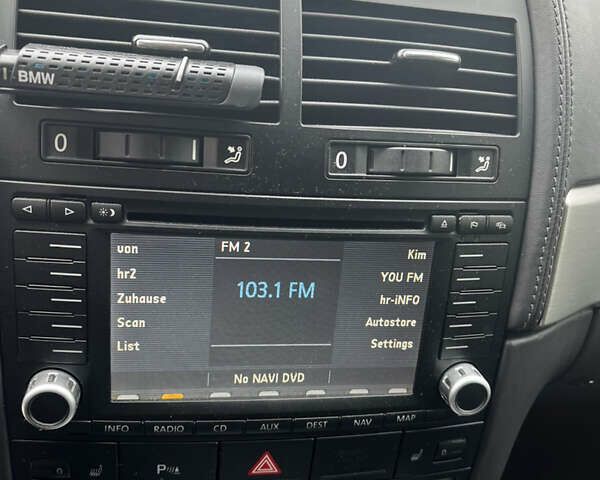 BMW
0
0
von
FM 2
Kim
hr2
103.1 FM
YOU FM
Zuhause
hr-iNFO
Scan
Autostore
List
Settings
No NAVI DVD
INFO RADIO CD AUX DEST NAV MAP
P